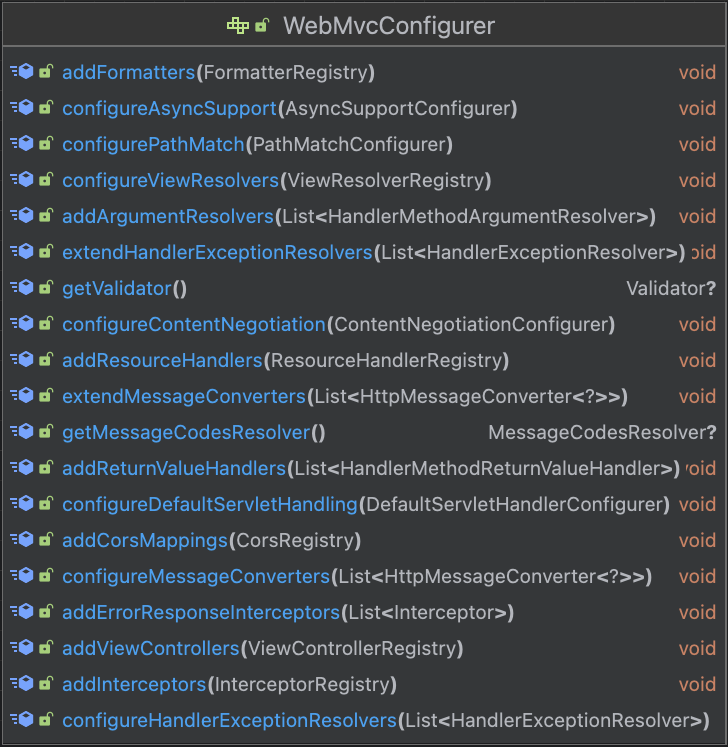 WebMvcConfigurer
addFormatters(FormatterRegistry) void
configureAsyncSupport(AsyncSupportConfigurer) void
configurePathMatch(PathMatchConfigurer) void
configureViewResolvers(ViewResolverRegistry) void
addArgumentResolvers(List<HandlerMethodArgumentResolver>) void
extendHandlerExceptionResolvers(List<HandlerExceptionResolver>) oid
getValidator() Validator?
configureContentNegotiation(ContentNegotiationConfigurer) void
addResourceHandlers(ResourceHandlerRegistry) void
extendMessageConverters(List<HttpMessageConverter<?>>) void
getMessageCodesResolver() MessageCodesResolver?
addReturnValueHandlers(List<HandlerMethodReturnValueHandler>) void
configureDefaultServletHandling(DefaultServletHandlerConfigurer) void
addCorsMappings(CorsRegistry) void
configureMessageConverters(List<HttpMessageConverter<?>>) void
addErrorResponseInterceptors(List<Interceptor>) void
addViewControllers(ViewControllerRegistry) void
addInterceptors(InterceptorRegistry) void
configureHandlerExceptionResolvers(List<HandlerExceptionResolver>)